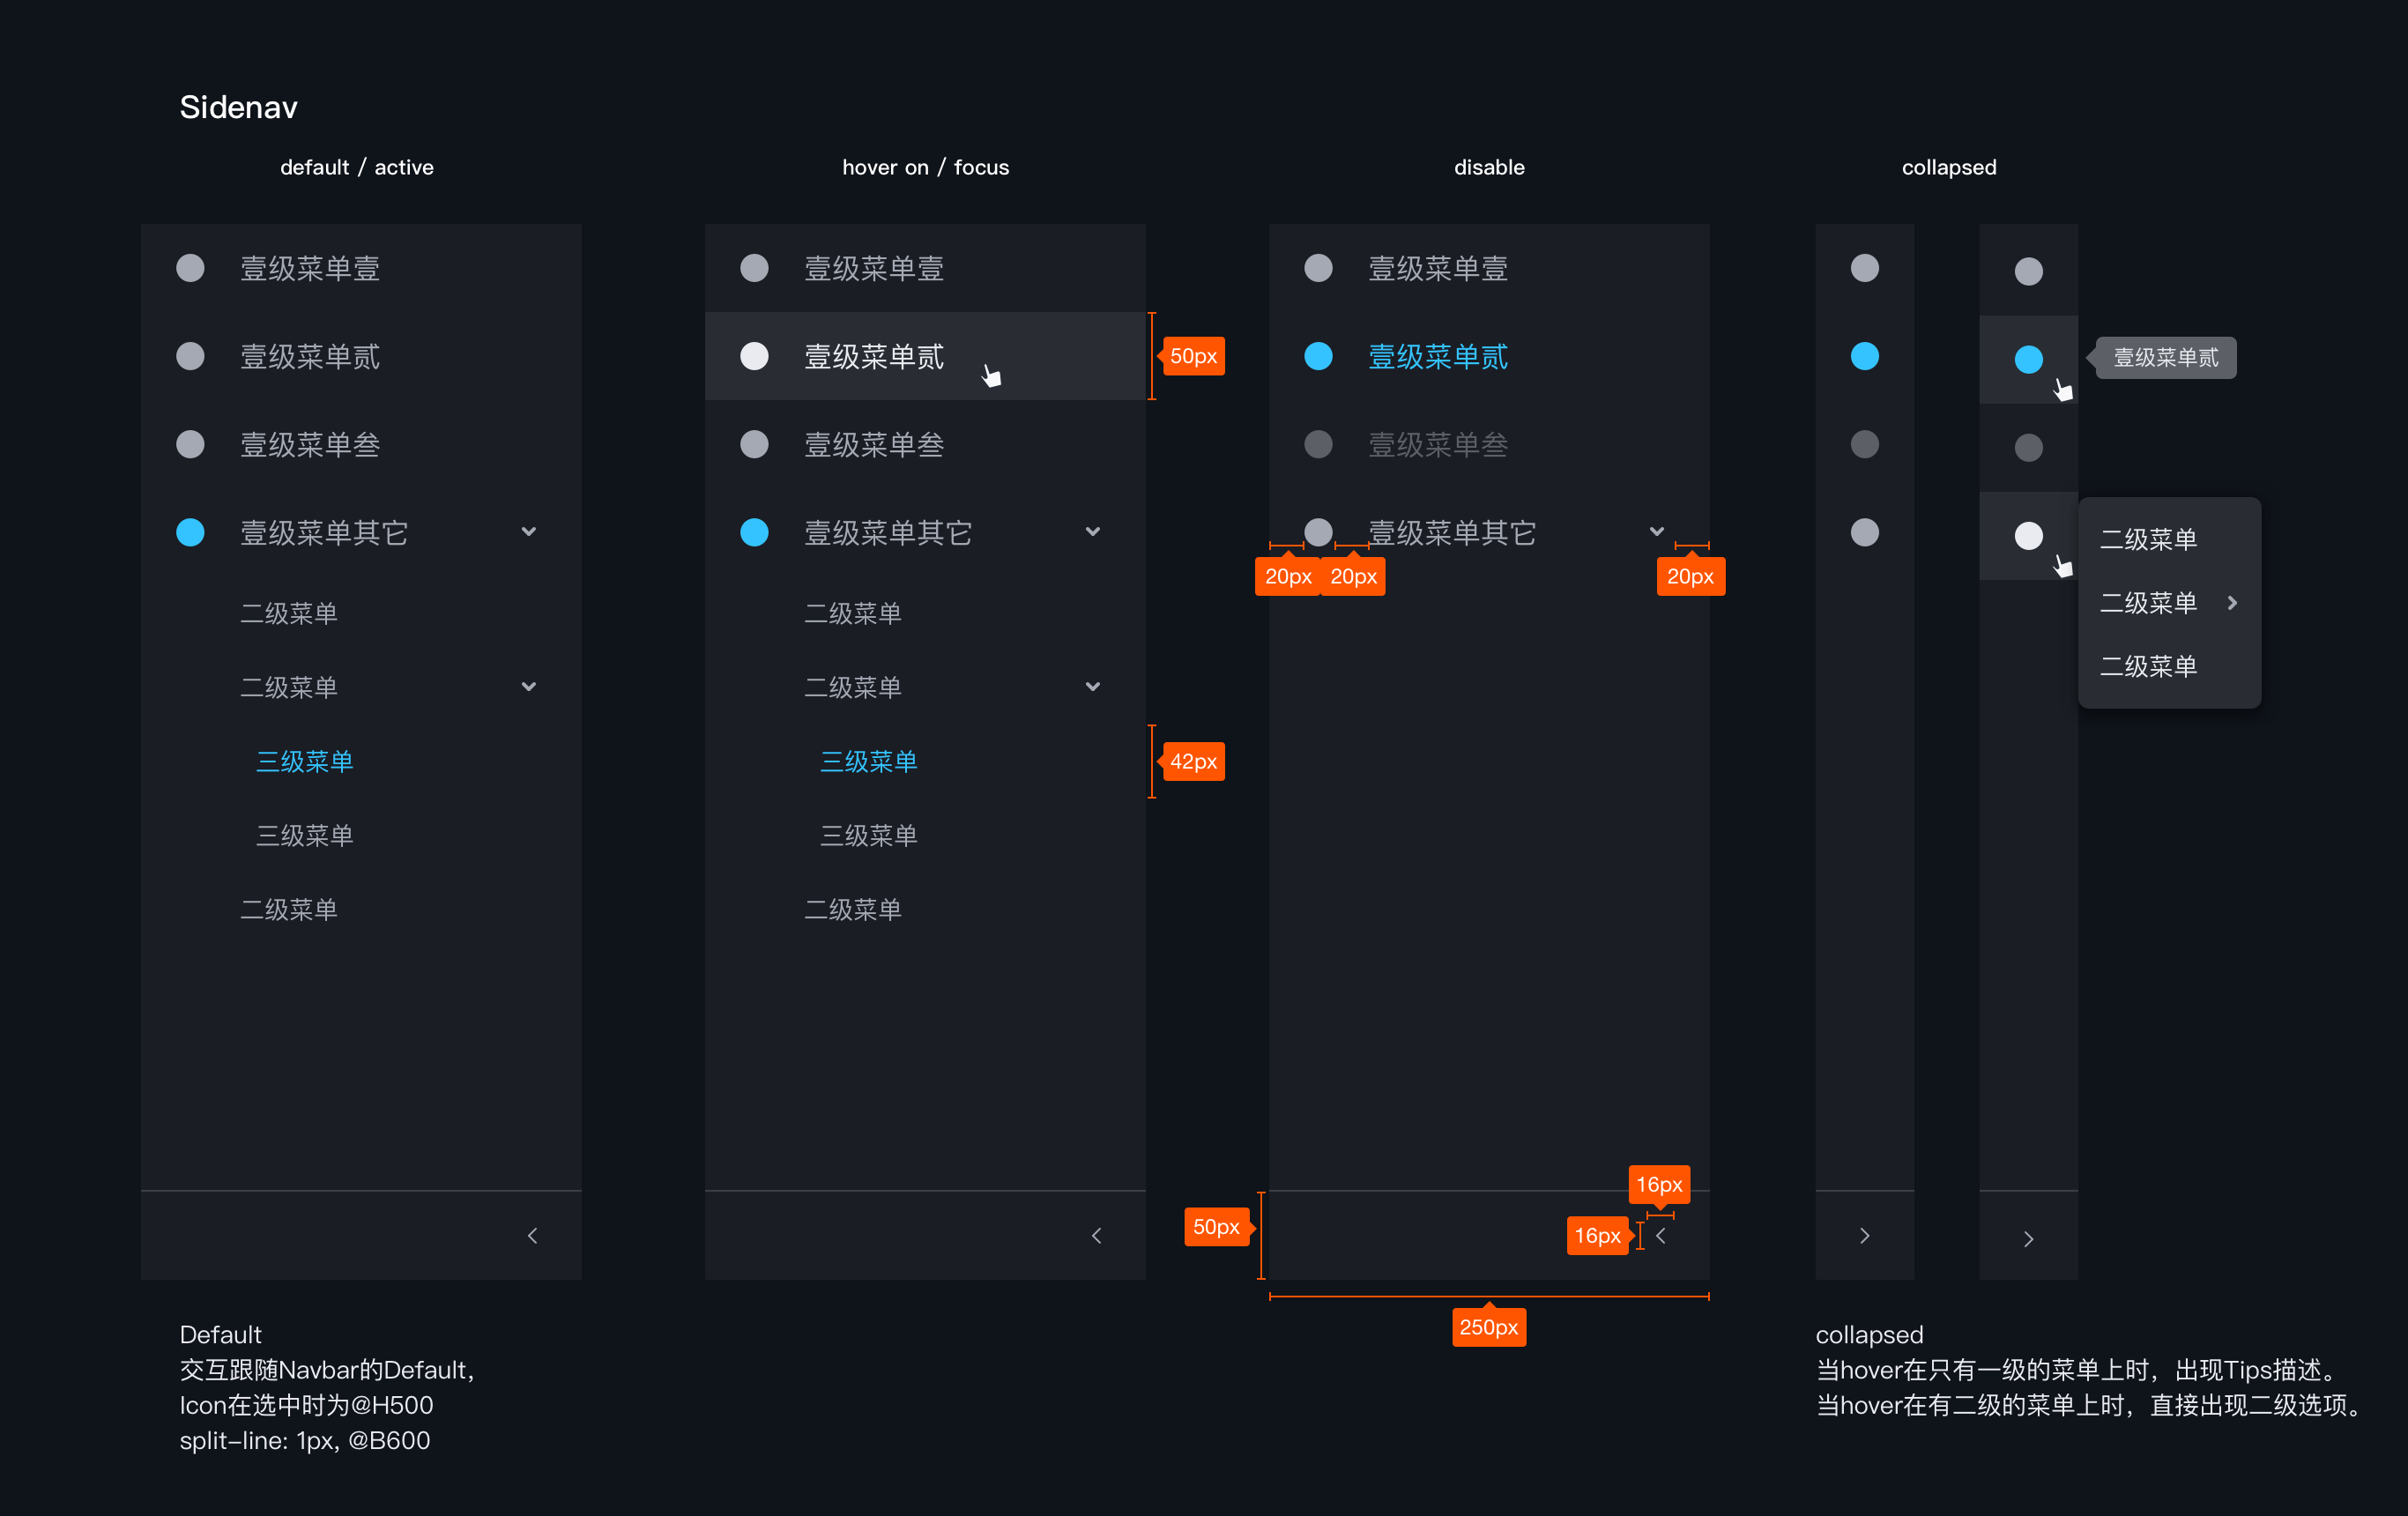 Sidenav
default / active
壹级菜单壹
壹级菜单贰
壹级菜单叁
壹级菜单其它
二级菜单
二级菜单
三级菜单
三级菜单
二级菜单
Default
交互跟随Navbar的Default,
Icon在选中时为@H500
split-line: 1px, @B600
hover on / focus
壹级菜单壹
壹级菜单贰
50px
壹级菜单叁
壹级菜单其它
二级菜单
二级菜单
三级菜单
42px
三级菜单
二级菜单
disable
壹级菜单壹
壹级菜单贰
壹级菜单叁
壹级菜单其它
20px
20px
20px
16px
50px
16px
250px
collapsed
壹级菜单贰
二级菜单
二级菜单
二级菜单
collapsed
当hover在只有一级的菜单上时，出现Tips描述。
当hover在有二级的菜单上时，直接出现二级选项。